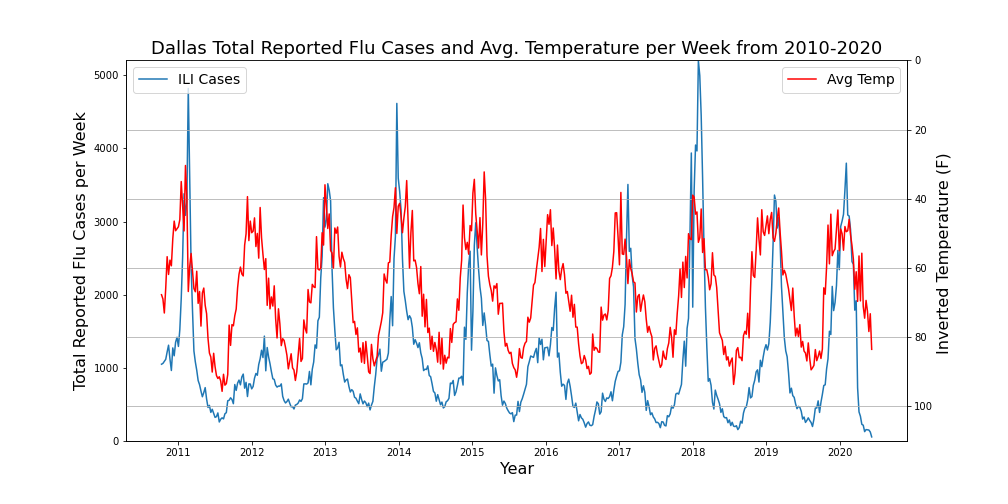 Dallas Total Reported Flu Cases and Avg. Temperature per Week from 2010-2020
ILI Cases
Avg Temp
Total Reported Flu Cases per Week
5000
4000
3000
2000
1000
0
0
20
40
60
80
100
Inverted Temperature (F)
2011 2012 2013 2014 2015 2016 2017 2018 2019 2020
Year